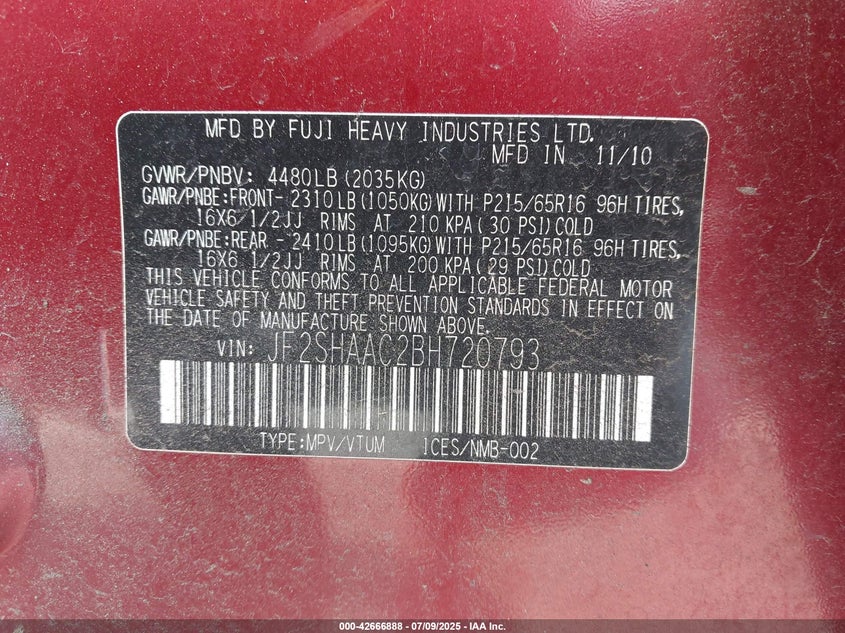 MFD BY FUJI HEAVY INDUSTRIES LTD.
MFD IN 11/10
GVWR/PNBV: 4480LB (2035KG)
GAWR/PNBE:FRONT- 2310LB (1050KG)WITH P215/65R16 96H TIRES,
16X6 1/2JJ RIMS AT 210 KPA( 30 PSI)COLD
GAWR/PNBE:REAR - 2410LB (1095KG)WITH P215/65R16 96H TIRES,
16X6 1/2JJ RIMS AT 200 KPA( 29 PSI)COLD
THIS VEHICLE CONFORMS TO ALL APPLICABLE FEDERAL MOTOR
VEHICLE SAFETY AND THEFT PREVENTION STANDARDS IN EFFECT ON
THE DATE OF MANUFACTURE SHOWN ABOVE.
VIN: JF2SHAAC2BH720793
TYPE:MPV/VTUM ICES/NMB-002
000-42666888 - 07/09/2025 - IAA Inc.